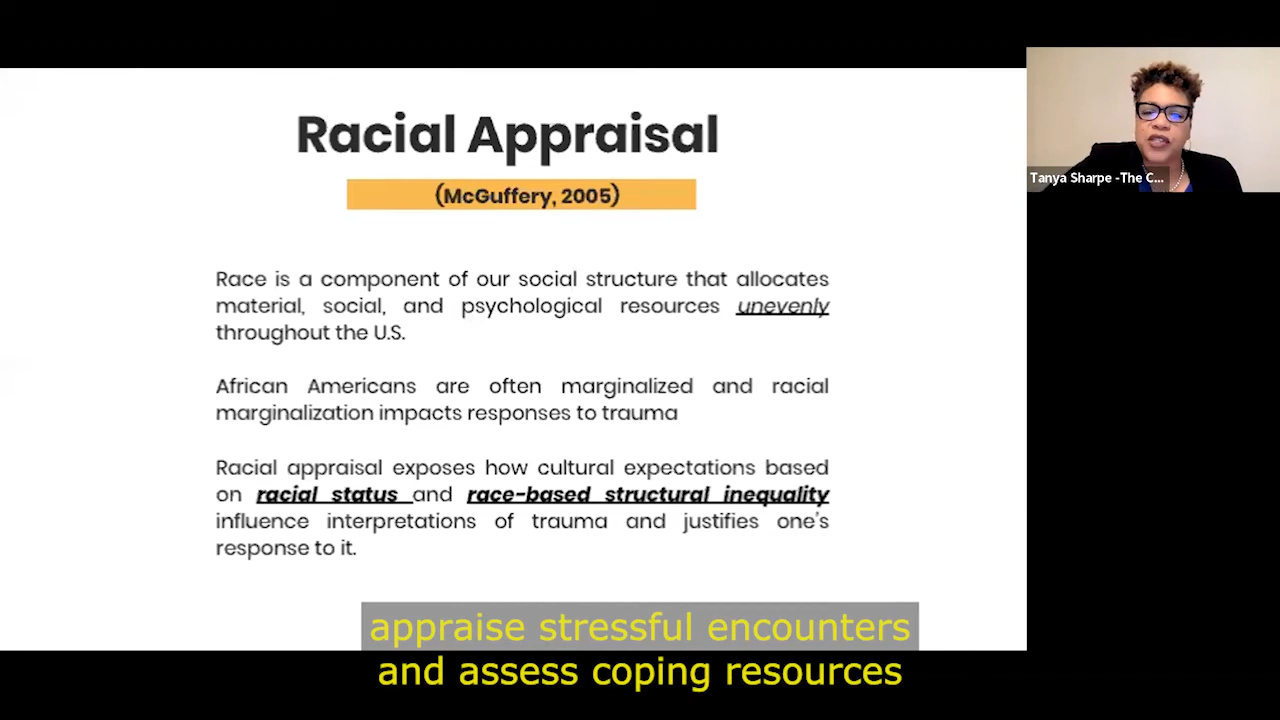 Racial Appraisal
(McGuffery, 2005)
Race is a component of our social structure that allocates
material, social, and psychological resources unevenly
throughout the U.S.
African Americans are often marginalized and racial
marginalization impacts responses to trauma
Racial appraisal exposes how cultural expectations based
on racial status and race-based structural inequality
influence interpretations of trauma and justifies one's
response to it.
Tanya Sharpe -The C...
appraise stressful encounters
and assess coping resources